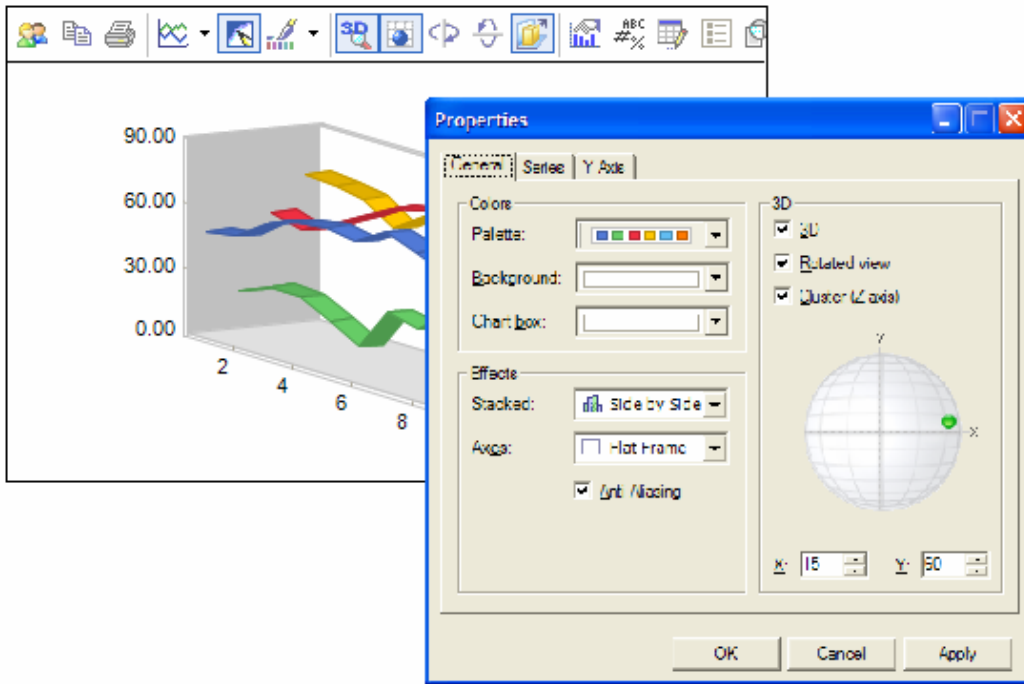 3D
ABC
#%
90.00
60.00
30.00
0.00
2
4
6
8
Properties
General Series Y Axis
Colors
Palette:
Background:
Chart box:
Effects
Stacked: Side by Side
Axes: Flat Frame
Anti Aliasing
3D
3D
Rotated view
Cluster (Z axis)
Y
X
X: 15 Y:
OK Cancel Apply